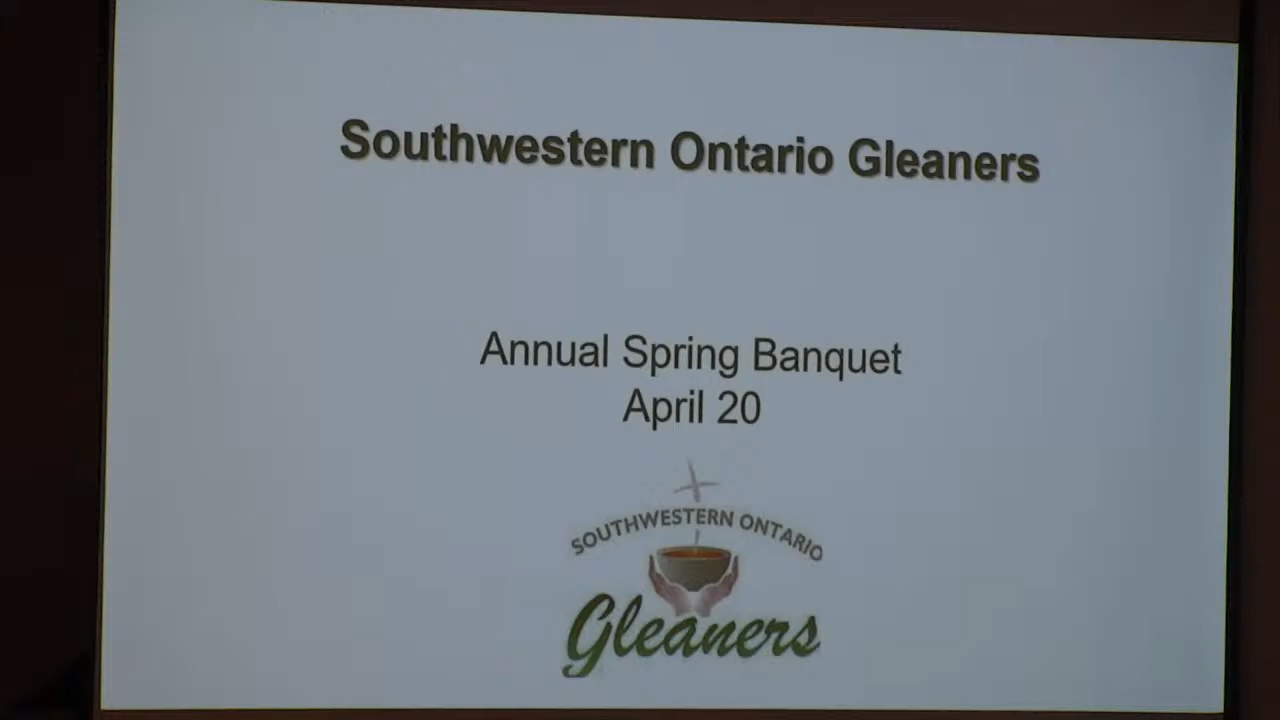 Southwestern Ontario Gleaners
Annual Spring Banquet
April 20
SOUTHWESTERN ONTARIO
Gleaners